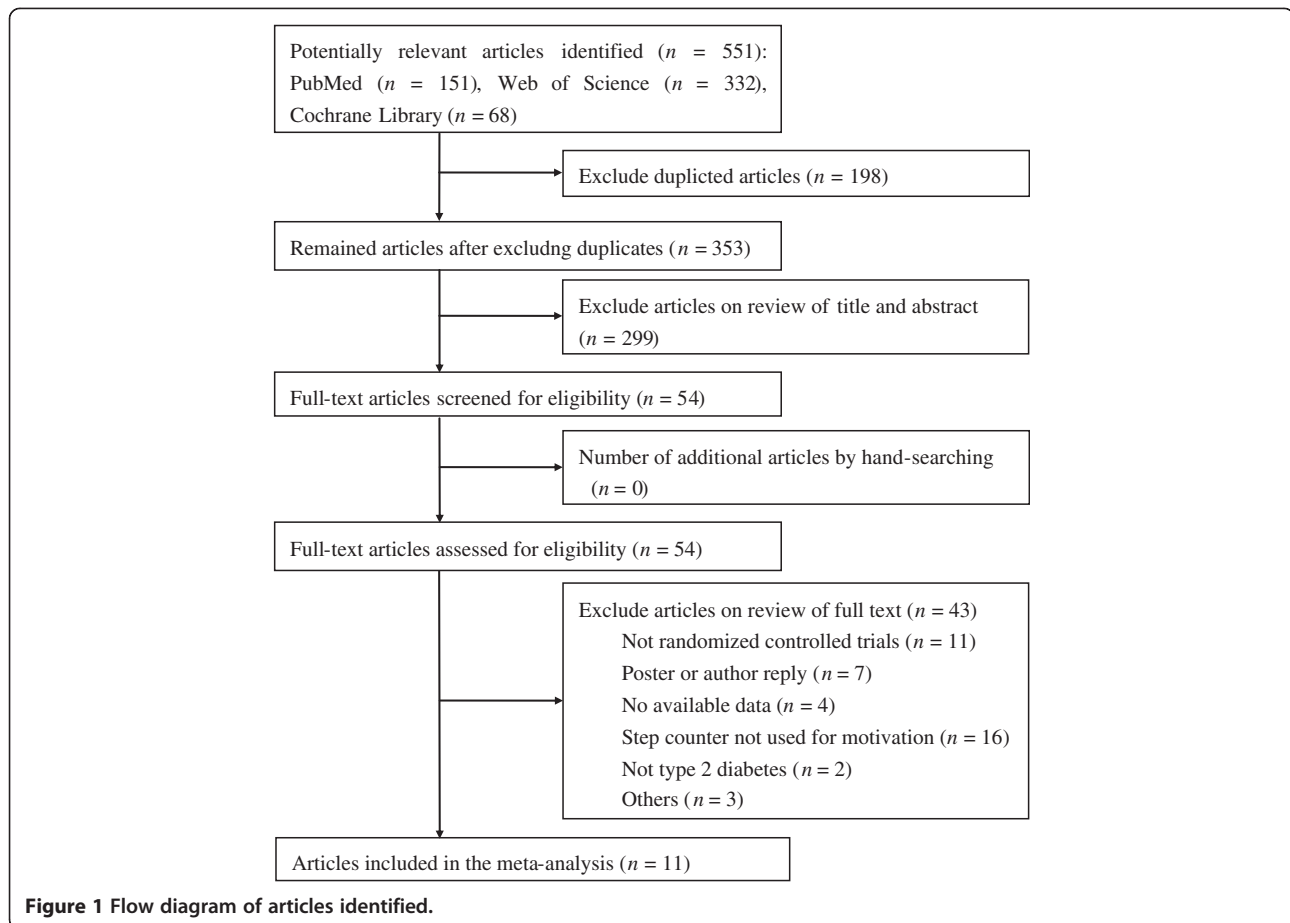 Potentially relevant articles identified (n = 551):
PubMed (n = 151), Web of Science (n = 332),
Cochrane Library (n = 68)
Exclude duplicted articles (n = 198)
Remained articles after excludng duplicates (n = 353)
Exclude articles on review of title and abstract
(n = 299)
Full-text articles screened for eligibility (n = 54)
Number of additional articles by hand-searching
(n = 0)
Full-text articles assessed for eligibility (n = 54)
Exclude articles on review of full text (n = 43)
Not randomized controlled trials (n = 11)
Poster or author reply (n = 7)
No available data (n = 4)
Step counter not used for motivation (n = 16)
Not type 2 diabetes (n = 2)
Others (n = 3)
Articles included in the meta-analysis (n = 11)
Figure 1 Flow diagram of articles identified.